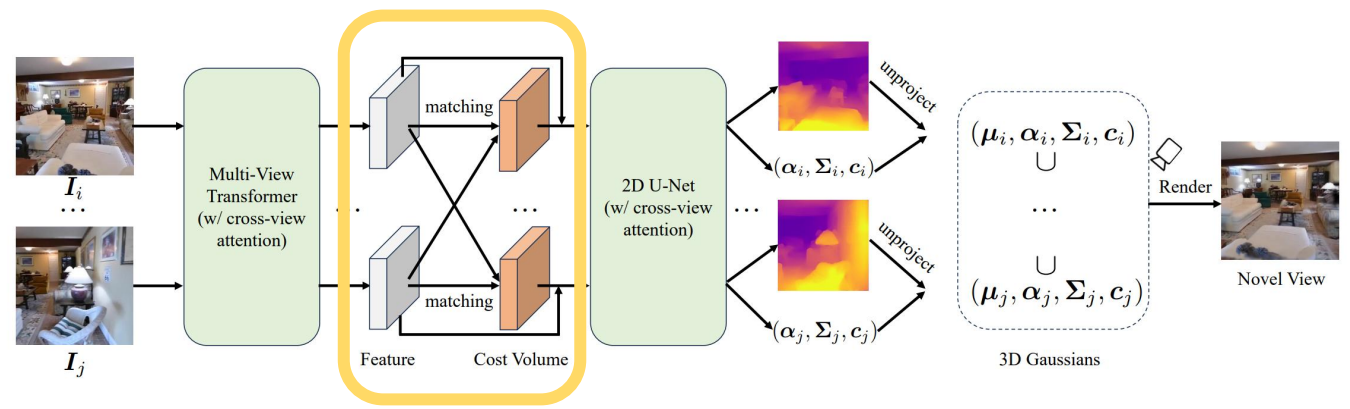 I_i
...
I_j
Multi-View
Transformer
(w/ cross-view
attention)
...
matching
...
matching
Feature
Cost Volume
2D U-Net
(w/ cross-view
attention)
...
unproject
(α_i, Σ_i, c_i)
unproject
(α_j, Σ_j, c_j)
(μ_i, α_i, Σ_i, c_i)
∪
...
∪
(μ_j, α_j, Σ_j, c_j)
3D Gaussians
Render
Novel View